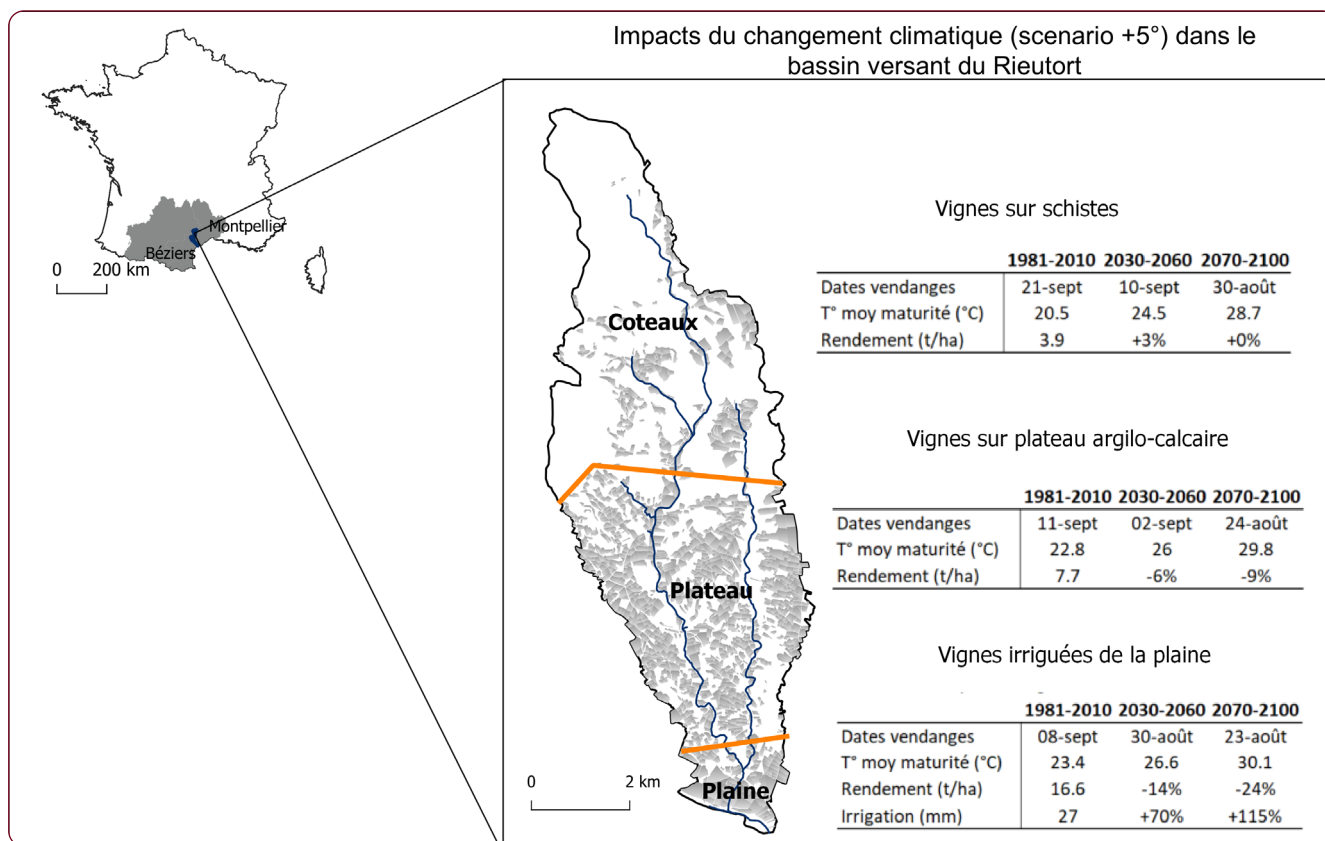 Impacts du changement climatique (scenario +5°) dans le
bassin versant du Rieutort
Montpellier
Béziers
0 200 km
Coteaux
Plateau
Plaine
0 2 km
Vignes sur schistes
1981-2010 2030-2060 2070-2100
Dates vendanges 21-sept 10-sept 30-août
T° moy maturité (°C) 20.5 24.5 28.7
Rendement (t/ha) 3.9 +3% +0%
Vignes sur plateau argilo-calcaire
1981-2010 2030-2060 2070-2100
Dates vendanges 11-sept 02-sept 24-août
T° moy maturité (°C) 22.8 26 29.8
Rendement (t/ha) 7.7 -6% -9%
Vignes irriguées de la plaine
1981-2010 2030-2060 2070-2100
Dates vendanges 08-sept 30-août 23-août
T° moy maturité (°C) 23.4 26.6 30.1
Rendement (t/ha) 16.6 -14% -24%
Irrigation (mm) 27 +70% +115%